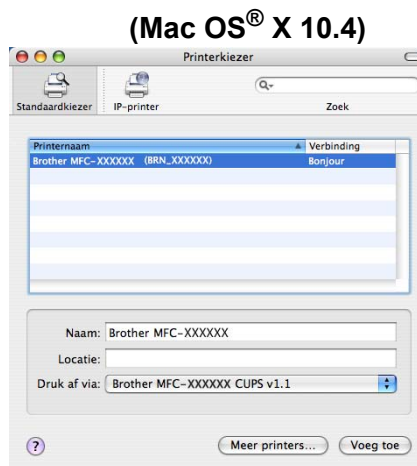 (Mac OS® X 10.4)
Printerkiezer
Standaardkiezer IP-printer Zoek
Printernaam Verbinding
Brother MFC-XXXXXX (BRN_XXXXXX) Bonjour
Naam: Brother MFC-XXXXXX
Locatie:
Druk af via: Brother MFC-XXXXXX CUPS v1.1
? Meer printers... Voeg toe